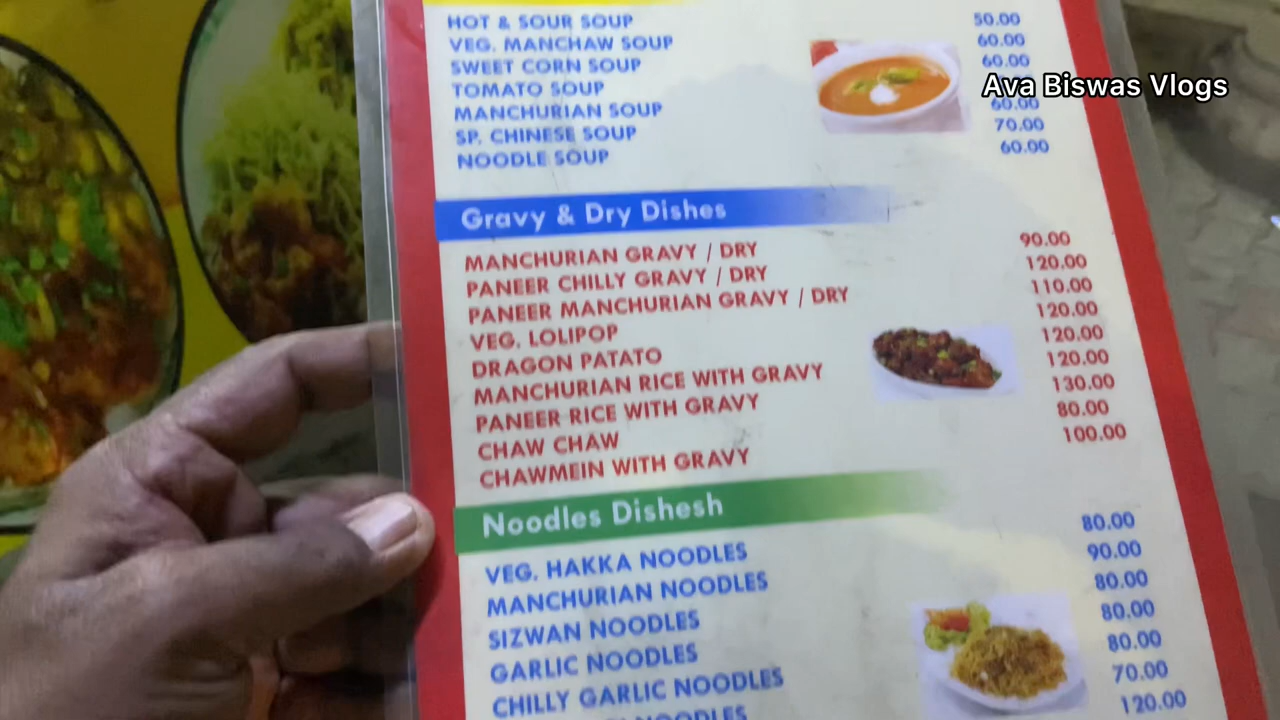 HOT & SOUR SOUP 50.00
VEG. MANCHAW SOUP 60.00
SWEET CORN SOUP 60.00
TOMATO SOUP
MANCHURIAN SOUP 60.00
SP. CHINESE SOUP 70.00
NOODLE SOUP 60.00
Ava Biswas Vlogs
Gravy & Dry Dishes
MANCHURIAN GRAVY / DRY 90.00
PANEER CHILLY GRAVY / DRY 120.00
PANEER MANCHURIAN GRAVY / DRY 110.00
VEG. LOLIPOP 120.00
DRAGON PATATO 120.00
MANCHURIAN RICE WITH GRAVY 120.00
PANEER RICE WITH GRAVY 130.00
CHAW CHAW 80.00
CHAWMEIN WITH GRAVY 100.00
Noodles Dishesh
VEG. HAKKA NOODLES 80.00
MANCHURIAN NOODLES 90.00
SIZWAN NOODLES 80.00
GARLIC NOODLES 80.00
CHILLY GARLIC NOODLES 80.00
NOODLES 70.00
120.00